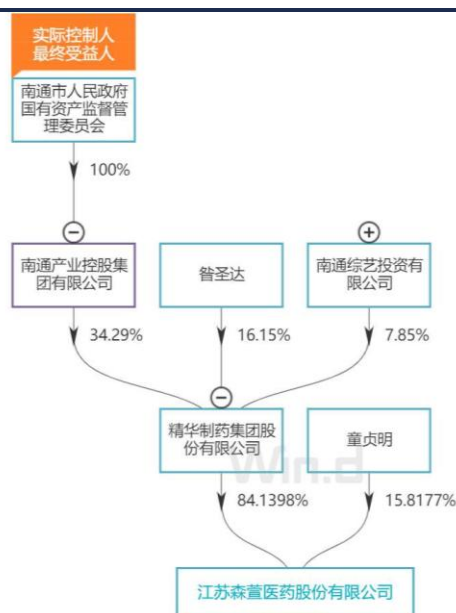 实际控制人
最终受益人
南通市人民政府
国有资产监督管
理委员会
100%
南通产业控股集
团有限公司
昝圣达
南通综艺投资有
限公司
34.29%
16.15%
7.85%
精华制药集团股
份有限公司
童贞明
Win.d
84.1398%
15.8177%
江苏森萱医药股份有限公司